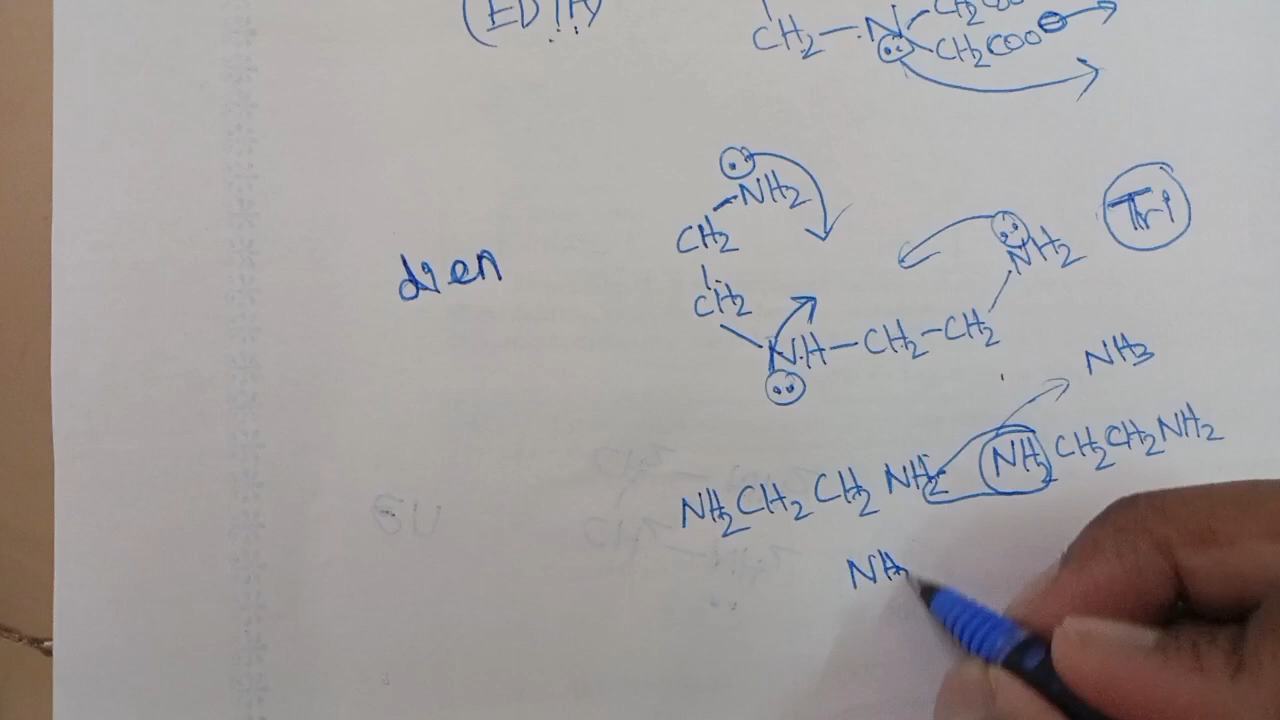 (EDTA)
CH2–N CH2COO
CH2COO⊖
NH2
CH2
dien
CH2
NH–CH2–CH2
NH2
Tri
NH3
NH2CH2CH2NH2 NH2CH2CH2NH2
NH